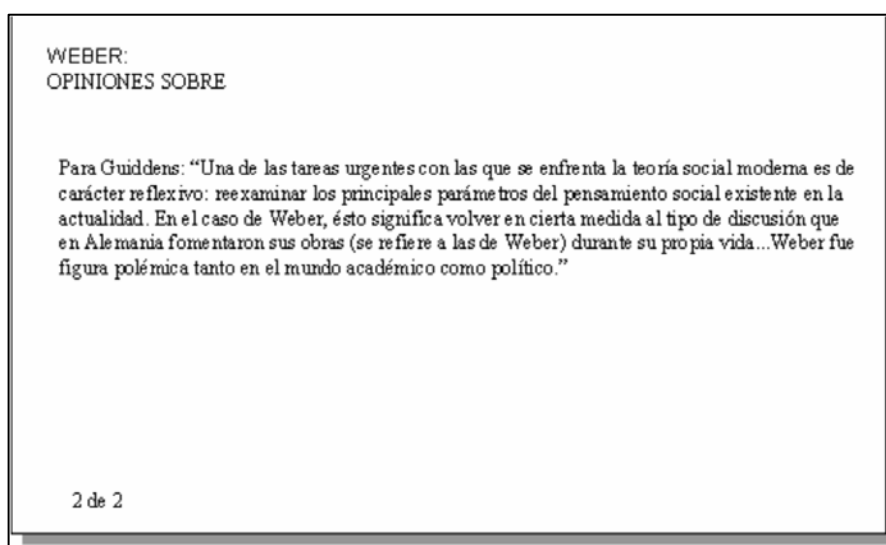 WEBER:
OPINIONES SOBRE
Para Guiddens: “Una de las tareas urgentes con las que se enfrenta la teoría social moderna es de
carácter reflexivo: reexaminar los principales parámetros del pensamiento social existente en la
actualidad. En el caso de Weber, ésto significa volver en cierta medida al tipo de discusión que
en Alemania fomentaron sus obras (se refiere a las de Weber) durante su propia vida...Weber fue
figura polémica tanto en el mundo académico como político.”
2 de 2